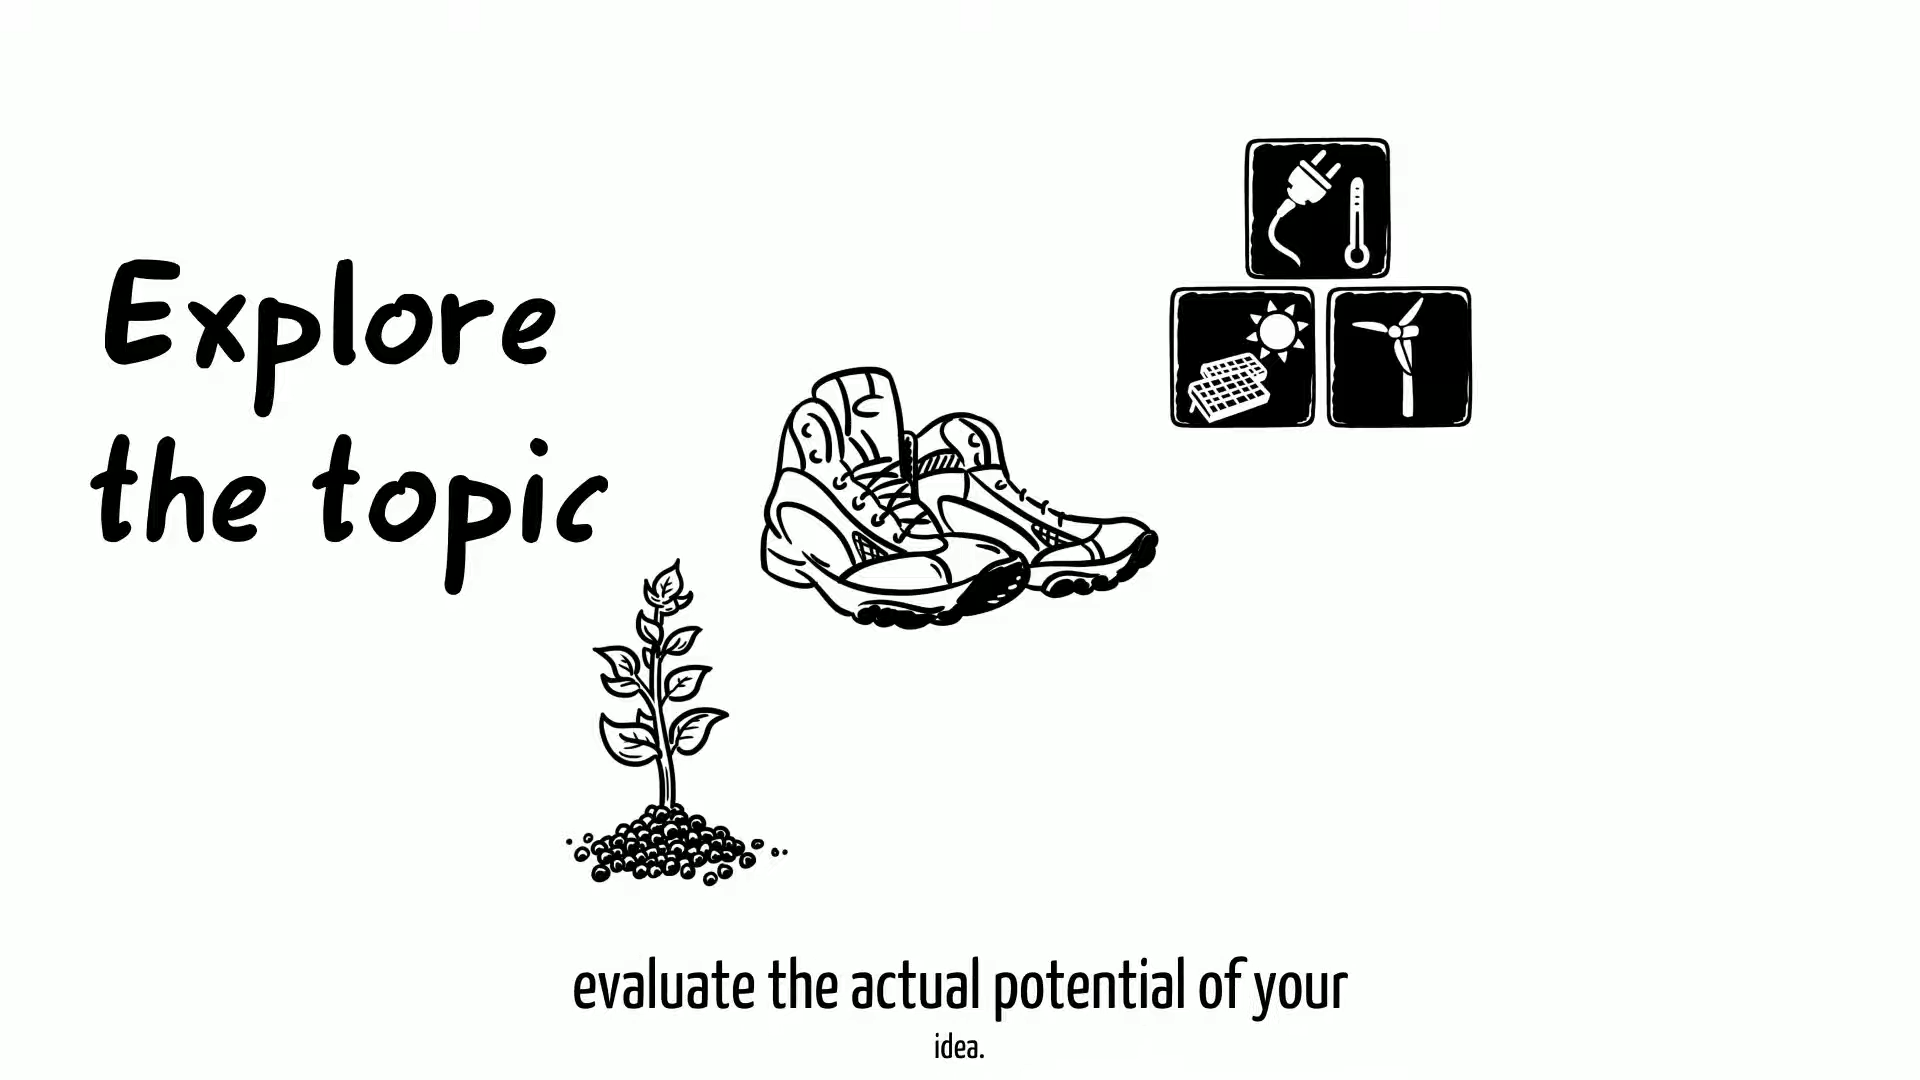 Explore
the topic
evaluate the actual potential of your
idea.